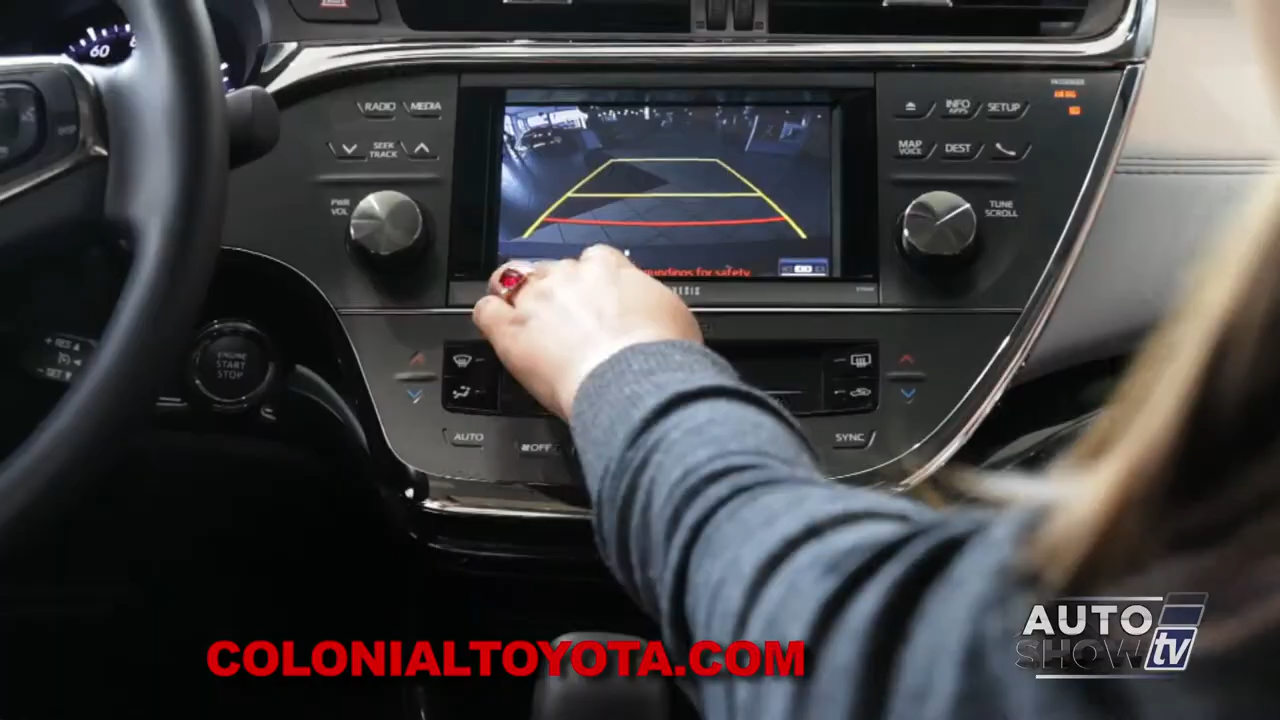 60
RADIO
MEDIA
SEEK
TRACK
PWR
VOL
INFO
APPS
SETUP
MAP
VOICE
DEST
TUNE
SCROLL
PASSENGER
for safety
ENGINE
START
STOP
AUTO
OFF
SYNC
COLONIALTOYOTA.COM
AUTO
SHOW
tv